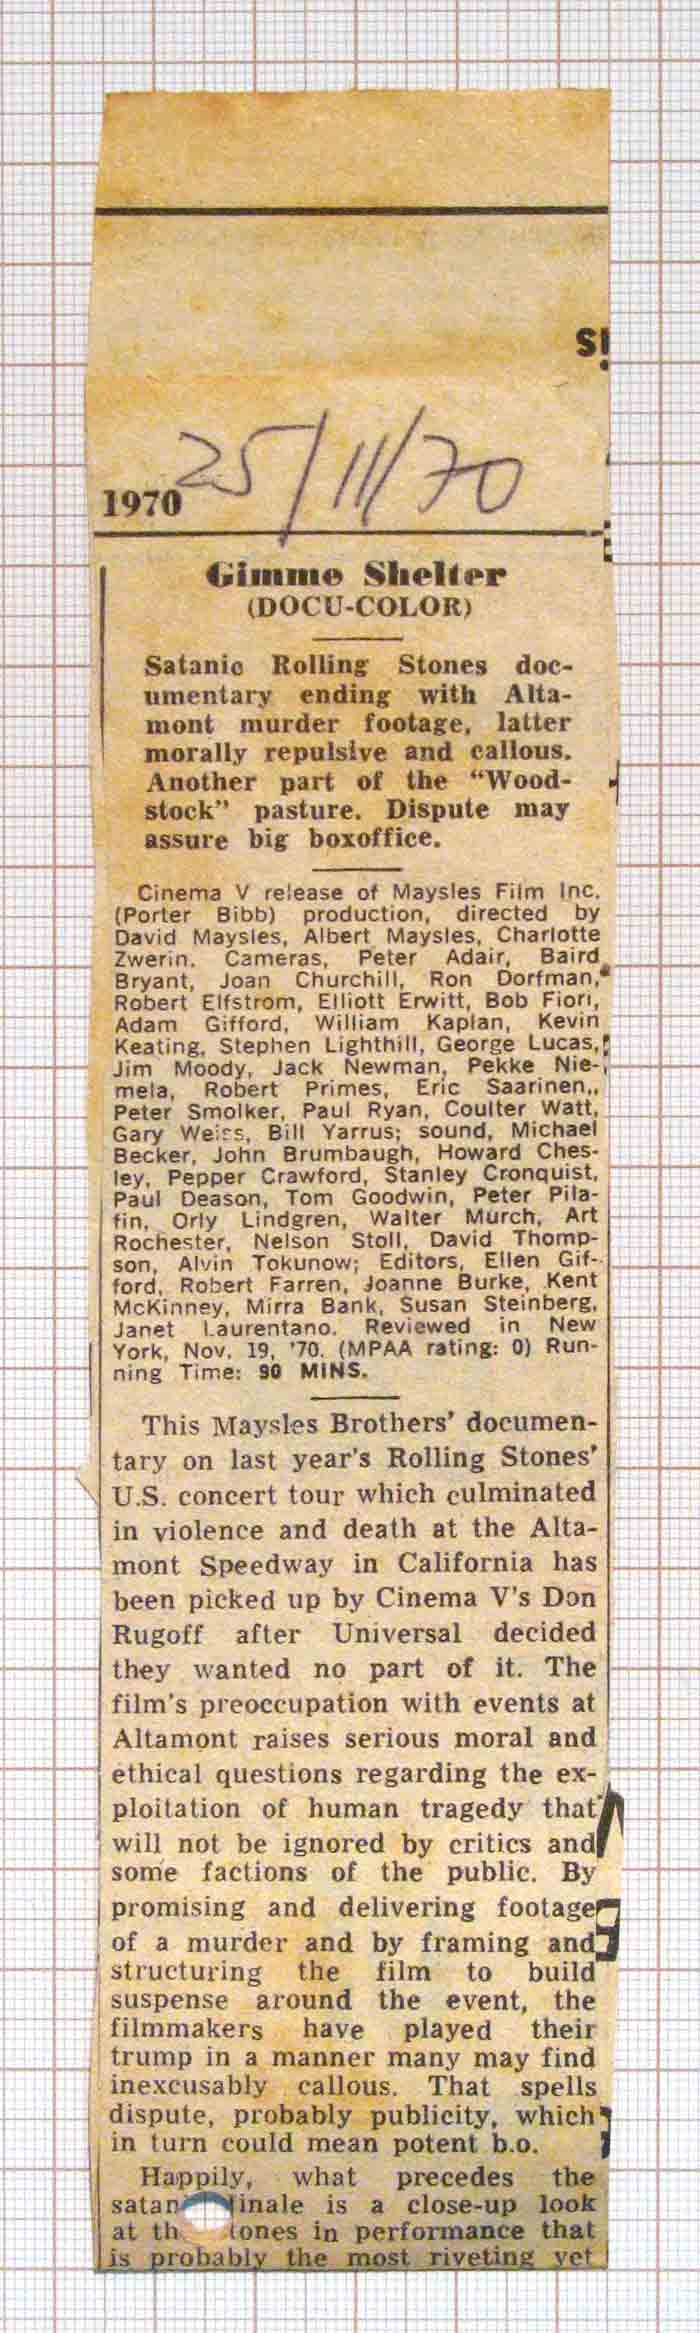 SI
1970
25/11/70
Gimme Shelter
(DOCU-COLOR)
Satanic Rolling Stones doc-
umentary ending with Alta-
mont murder footage, latter
morally repulsive and callous.
Another part of the “Wood-
stock” pasture. Dispute may
assure big boxoffice.
Cinema V release of Maysles Film Inc.
(Porter Bibb) production, directed by
David Maysles, Albert Maysles, Charlotte
Zwerin. Cameras, Peter Adair, Baird
Bryant, Joan Churchill, Ron Dorfman,
Robert Elfstrom, Elliott Erwitt, Bob Fiori,
Adam Gifford, William Kaplan, Kevin
Keating, Stephen Lighthill, George Lucas,
Jim Moody, Jack Newman, Pekke Nie-
mela, Robert Primes, Eric Saarinen,,
Peter Smolker, Paul Ryan, Coulter Watt,
Gary Weiss, Bill Yarrus; sound, Michael
Becker, John Brumbaugh, Howard Ches-
ley, Pepper Crawford, Stanley Cronquist,
Paul Deason, Tom Goodwin, Peter Pila-
fin, Orly Lindgren, Walter Murch, Art
Rochester, Nelson Stoll, David Thomp-
son, Alvin Tokunow; Editors, Ellen Gif-
ford, Robert Farren, Joanne Burke, Kent
McKinney, Mirra Bank, Susan Steinberg,
Janet Laurentano. Reviewed in New
York, Nov. 19, '70. (MPAA rating: 0) Run-
ning Time: 90 MINS.
This Maysles Brothers’ documen-
tary on last year’s Rolling Stones’
U.S. concert tour which culminated
in violence and death at the Alta-
mont Speedway in California has
been picked up by Cinema V’s Don
Rugoff after Universal decided
they wanted no part of it. The
film’s preoccupation with events at
Altamont raises serious moral and
ethical questions regarding the ex-
ploitation of human tragedy that
will not be ignored by critics and
some factions of the public. By
promising and delivering footage
of a murder and by framing and
structuring the film to build
suspense around the event, the
filmmakers have played their
trump in a manner many may find
inexcusably callous. That spells
dispute, probably publicity, which
in turn could mean potent b.o.
Happily, what precedes the
satan inale is a close-up look
at th tones in performance that
is probably the most riveting yet